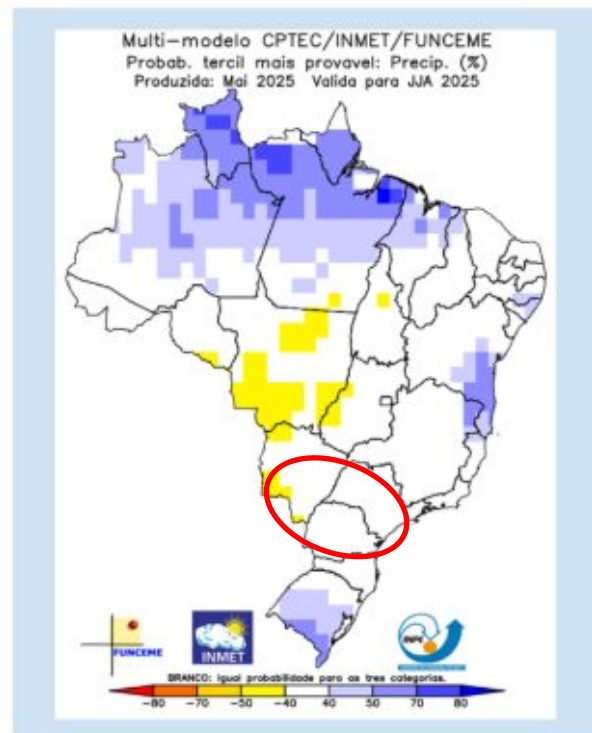 Multi-modelo CPTEC/INMET/FUNCEME
Probab. tercil mais provavel: Precip. (%)
Produzida: Mai 2025 Valida para JJA 2025
FUNCEME
INMET
BRANCO: igual probabilidade para as tres categorias.
-80 -70 -50 -40 40 50 70 80